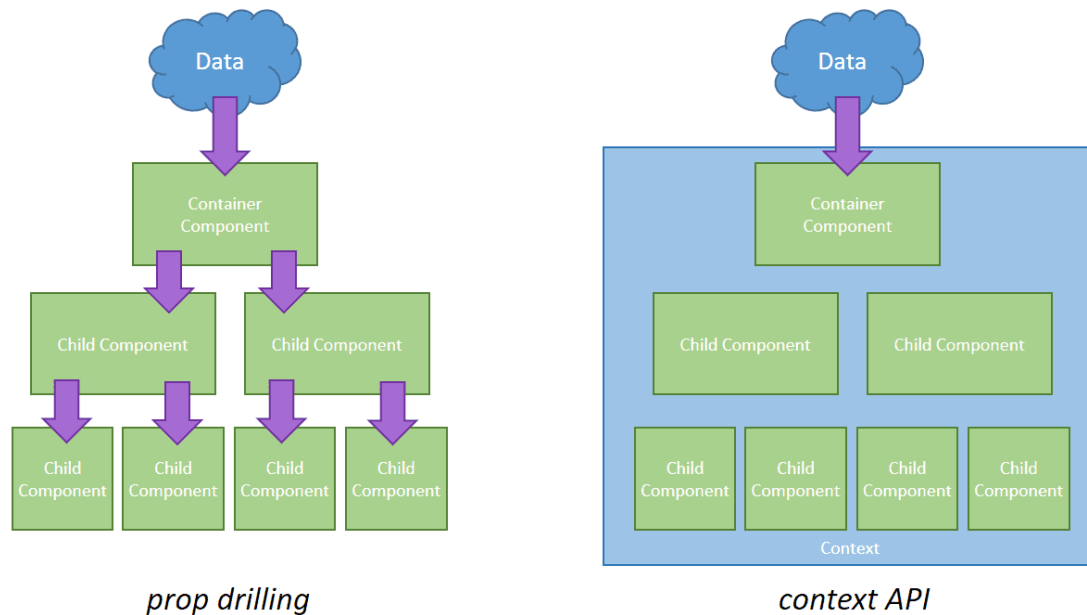 Data
Container
Component
Child Component
Child Component
Child
Component
Child
Component
Child
Component
Child
Component
prop drilling
Data
Container
Component
Child Component
Child Component
Child
Component
Child
Component
Child
Component
Child
Component
Context
context API